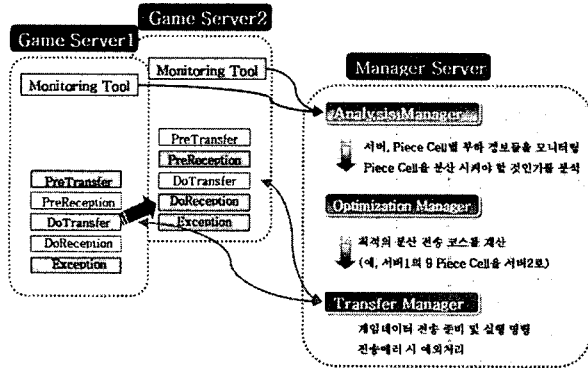 Game Server2
Game Server1
Monitoring Tool
Monitoring Tool
PreTransfer
PreReception
DoTransfer
DoReception
Exception
PreTransfer
PreReception
DoTransfer
DoReception
Exception
Manager Server
AnalysisManager
서버, Piece Cell별 부하 정보들을 모니터링
Piece Cell을 분산 시켜야 할 것인가를 분석
Optimization Manager
최적의 분산 전송 코스를 계산
(예, 서버1의 9 Piece Cell을 서버2로)
Transfer Manager
게임데이터 전송 준비 및 실행 명령
전송에러 시 예외처리